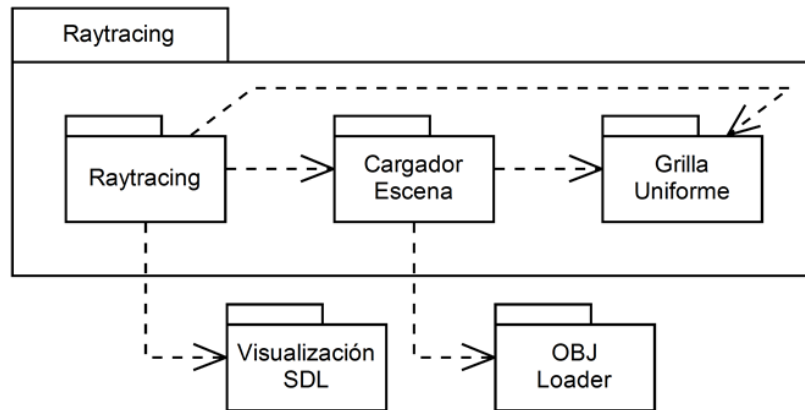 Raytracing
Raytracing
Cargador
Escena
Grilla
Uniforme
Visualización
SDL
OBJ
Loader